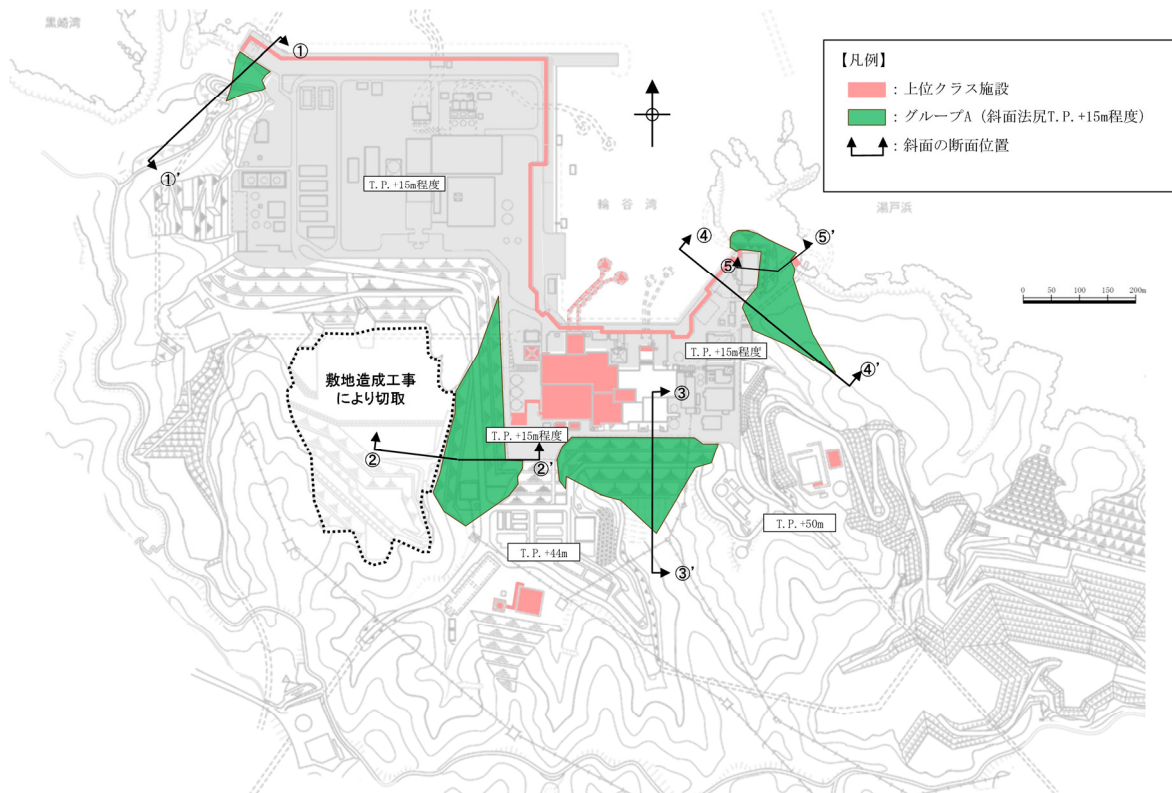 黒崎湾
①
【凡例】
：上位クラス施設
：グループA（斜面法尻T.P.+15m程度）
：斜面の断面位置
①'
T.P.+15m程度
輪谷湾
湯戸浜
④
⑤'
⑤
0 50 100 150 200m
T.P.+15m程度
④'
敷地造成工事
により切取
③
T.P.+15m程度
②
②'
T.P.+50m
T.P.+44m
③'